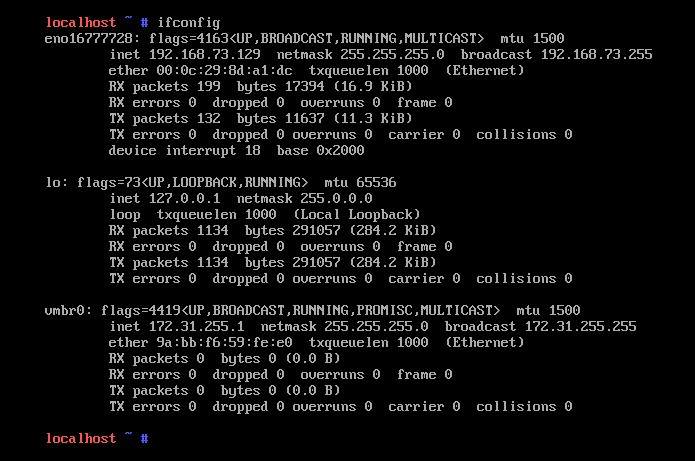 localhost ~ # ifconfig
eno16777728: flags=4163<UP,BROADCAST,RUNNING,MULTICAST>  mtu 1500
        inet 192.168.73.129  netmask 255.255.255.0  broadcast 192.168.73.255
        ether 00:0c:29:8d:a1:dc  txqueuelen 1000  (Ethernet)
        RX packets 199  bytes 17394 (16.9 KiB)
        RX errors 0  dropped 0  overruns 0  frame 0
        TX packets 132  bytes 11637 (11.3 KiB)
        TX errors 0  dropped 0 overruns 0  carrier 0  collisions 0
        device interrupt 18  base 0x2000
lo: flags=73<UP,LOOPBACK,RUNNING>  mtu 65536
        inet 127.0.0.1  netmask 255.0.0.0
        loop  txqueuelen 1000  (Local Loopback)
        RX packets 1134  bytes 291057 (284.2 KiB)
        RX errors 0  dropped 0  overruns 0  frame 0
        TX packets 1134  bytes 291057 (284.2 KiB)
        TX errors 0  dropped 0 overruns 0  carrier 0  collisions 0
vmbr0: flags=4419<UP,BROADCAST,RUNNING,PROMISC,MULTICAST>  mtu 1500
        inet 172.31.255.1  netmask 255.255.255.0  broadcast 172.31.255.255
        ether 9a:bb:f6:59:fe:e0  txqueuelen 1000  (Ethernet)
        RX packets 0  bytes 0 (0.0 B)
        RX errors 0  dropped 0  overruns 0  frame 0
        TX packets 0  bytes 0 (0.0 B)
        TX errors 0  dropped 0 overruns 0  carrier 0  collisions 0
localhost ~ #